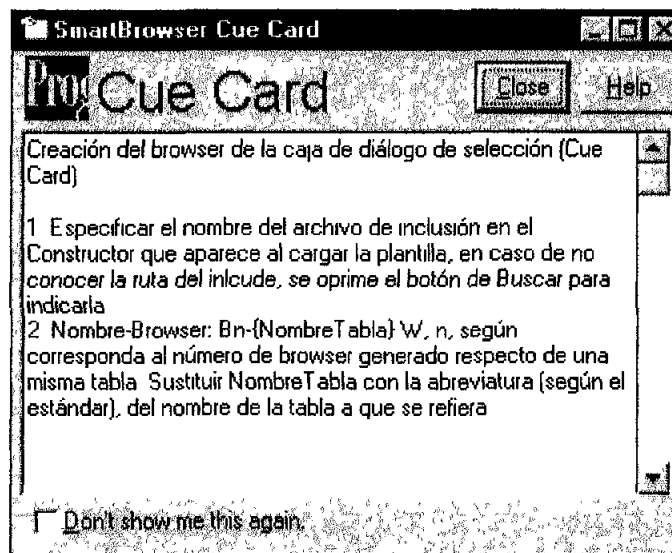 SmartBrowser Cue Card
Prog Cue Card
Close Help
Creación del browser de la caja de diálogo de selección (Cue
Card)
1 Especificar el nombre del archivo de inclusión en el
Constructor que aparece al cargar la plantilla, en caso de no
conocer la ruta del inlcude, se oprime el botón de Buscar para
indicarla
2 Nombre-Browser: Bn-{NombreTabla} W, n, según
corresponda al número de browser generado respecto de una
misma tabla Sustituir NombreTabla con la abreviatura (según el
estándar), del nombre de la tabla a que se refiera
Don't show me this again.